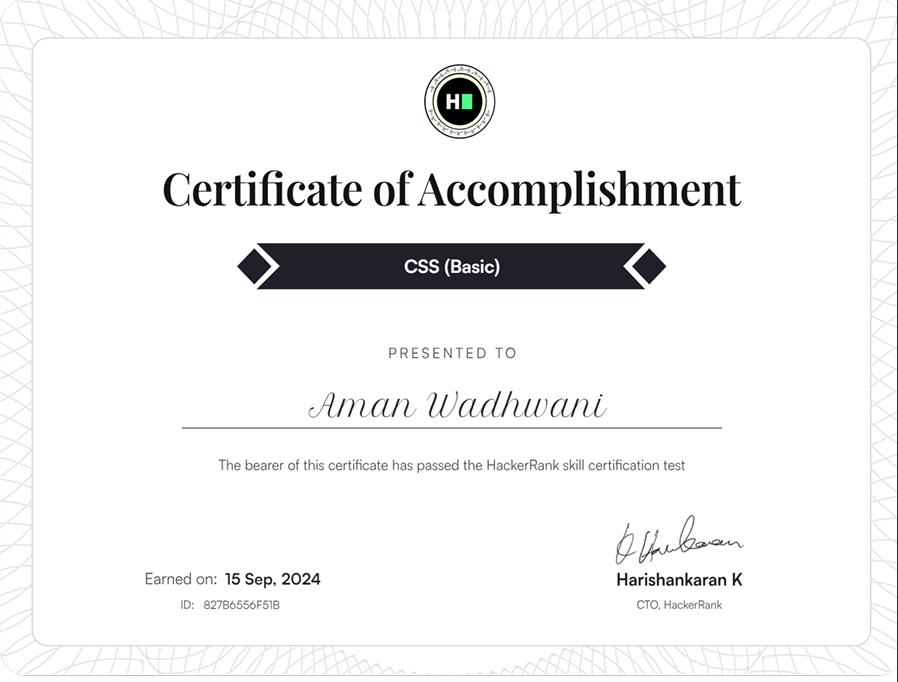 H
Certificate of Accomplishment
CSS (Basic)
PRESENTED TO
Aman Wadhwani
The bearer of this certificate has passed the HackerRank skill certification test
Earned on: 15 Sep, 2024
ID: 827B6556F51B
Harishankaran K
CTO, HackerRank